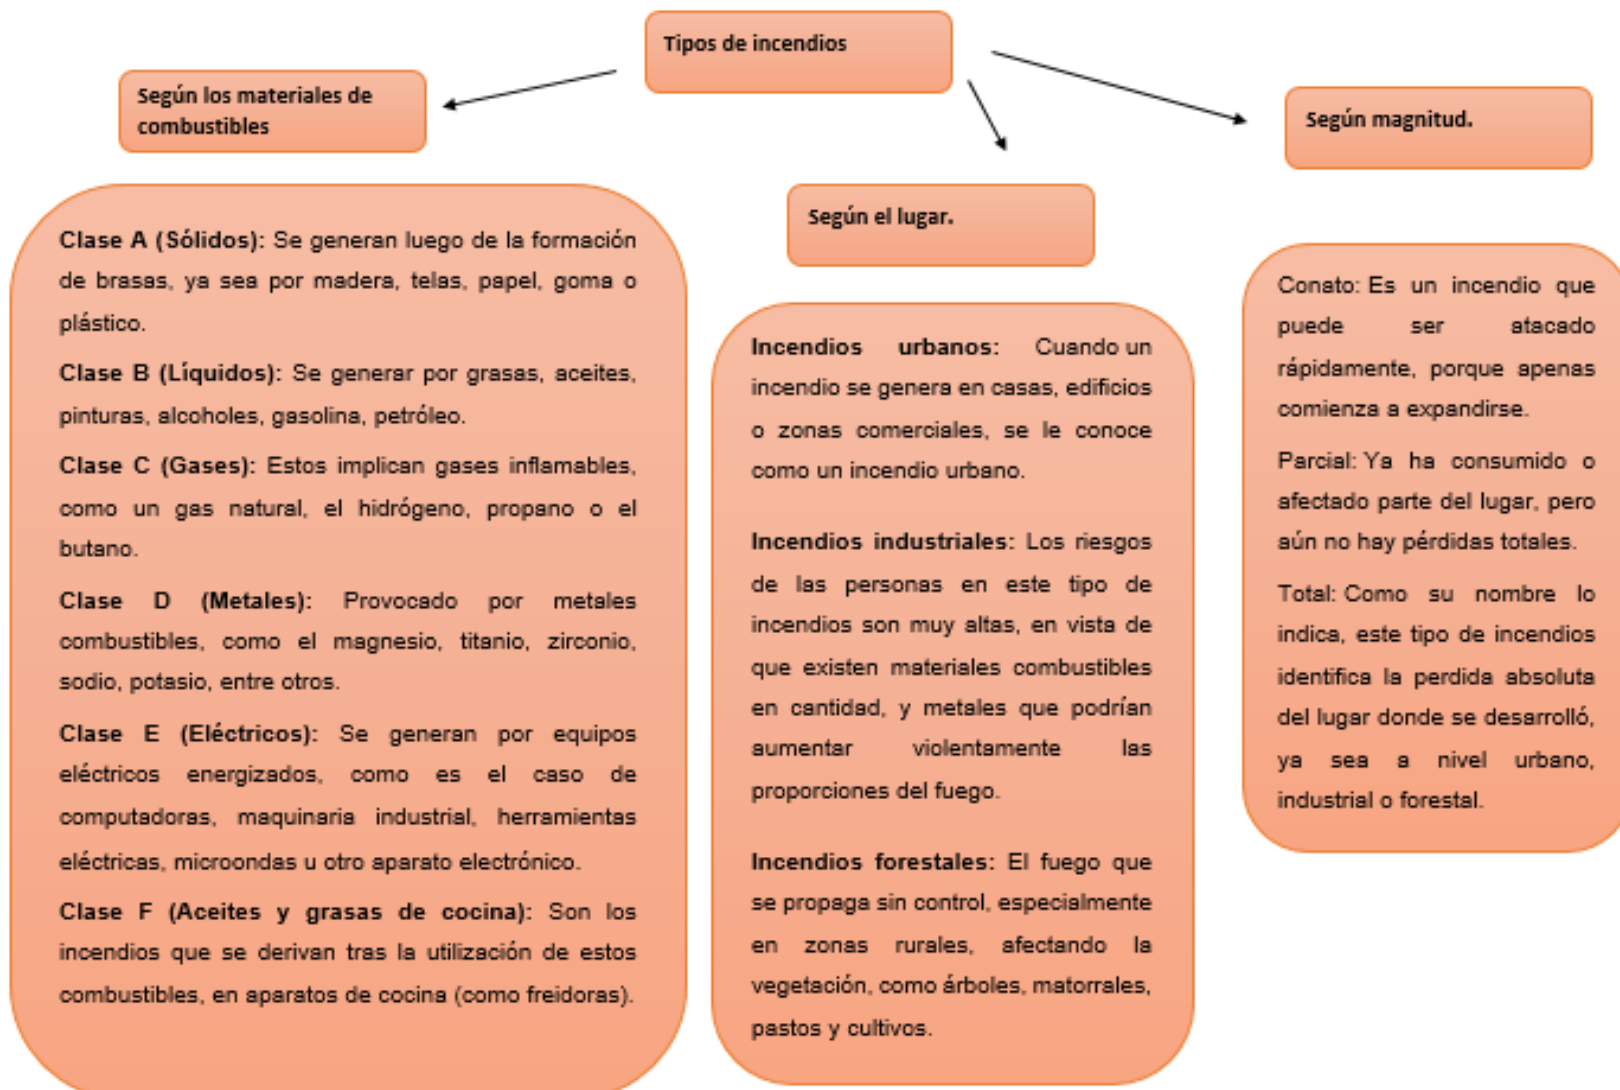 Tipos de incendios
Según los materiales de
combustibles
Clase A (Sólidos): Se generan luego de la formación
de brasas, ya sea por madera, telas, papel, goma o
plástico.
Clase B (Líquidos): Se generar por grasas, aceites,
pinturas, alcoholes, gasolina, petróleo.
Clase C (Gases): Estos implican gases inflamables,
como un gas natural, el hidrógeno, propano o el
butano.
Clase D (Metales): Provocado por metales
combustibles, como el magnesio, titanio, zirconio,
sodio, potasio, entre otros.
Clase E (Eléctricos): Se generan por equipos
eléctricos energizados, como es el caso de
computadoras, maquinaria industrial, herramientas
eléctricas, microondas u otro aparato electrónico.
Clase F (Aceites y grasas de cocina): Son los
incendios que se derivan tras la utilización de estos
combustibles, en aparatos de cocina (como freidoras).
Según el lugar.
Incendios urbanos: Cuando un
incendio se genera en casas, edificios
o zonas comerciales, se le conoce
como un incendio urbano.
Incendios industriales: Los riesgos
de las personas en este tipo de
incendios son muy altas, en vista de
que existen materiales combustibles
en cantidad, y metales que podrían
aumentar violentamente las
proporciones del fuego.
Incendios forestales: El fuego que
se propaga sin control, especialmente
en zonas rurales, afectando la
vegetación, como árboles, matorrales,
pastos y cultivos.
Según magnitud.
Conato: Es un incendio que
puede ser atacado
rápidamente, porque apenas
comienza a expandirse.
Parcial: Ya ha consumido o
afectado parte del lugar, pero
aún no hay pérdidas totales.
Total: Como su nombre lo
indica, este tipo de incendios
identifica la perdida absoluta
del lugar donde se desarrolló,
ya sea a nivel urbano,
industrial o forestal.